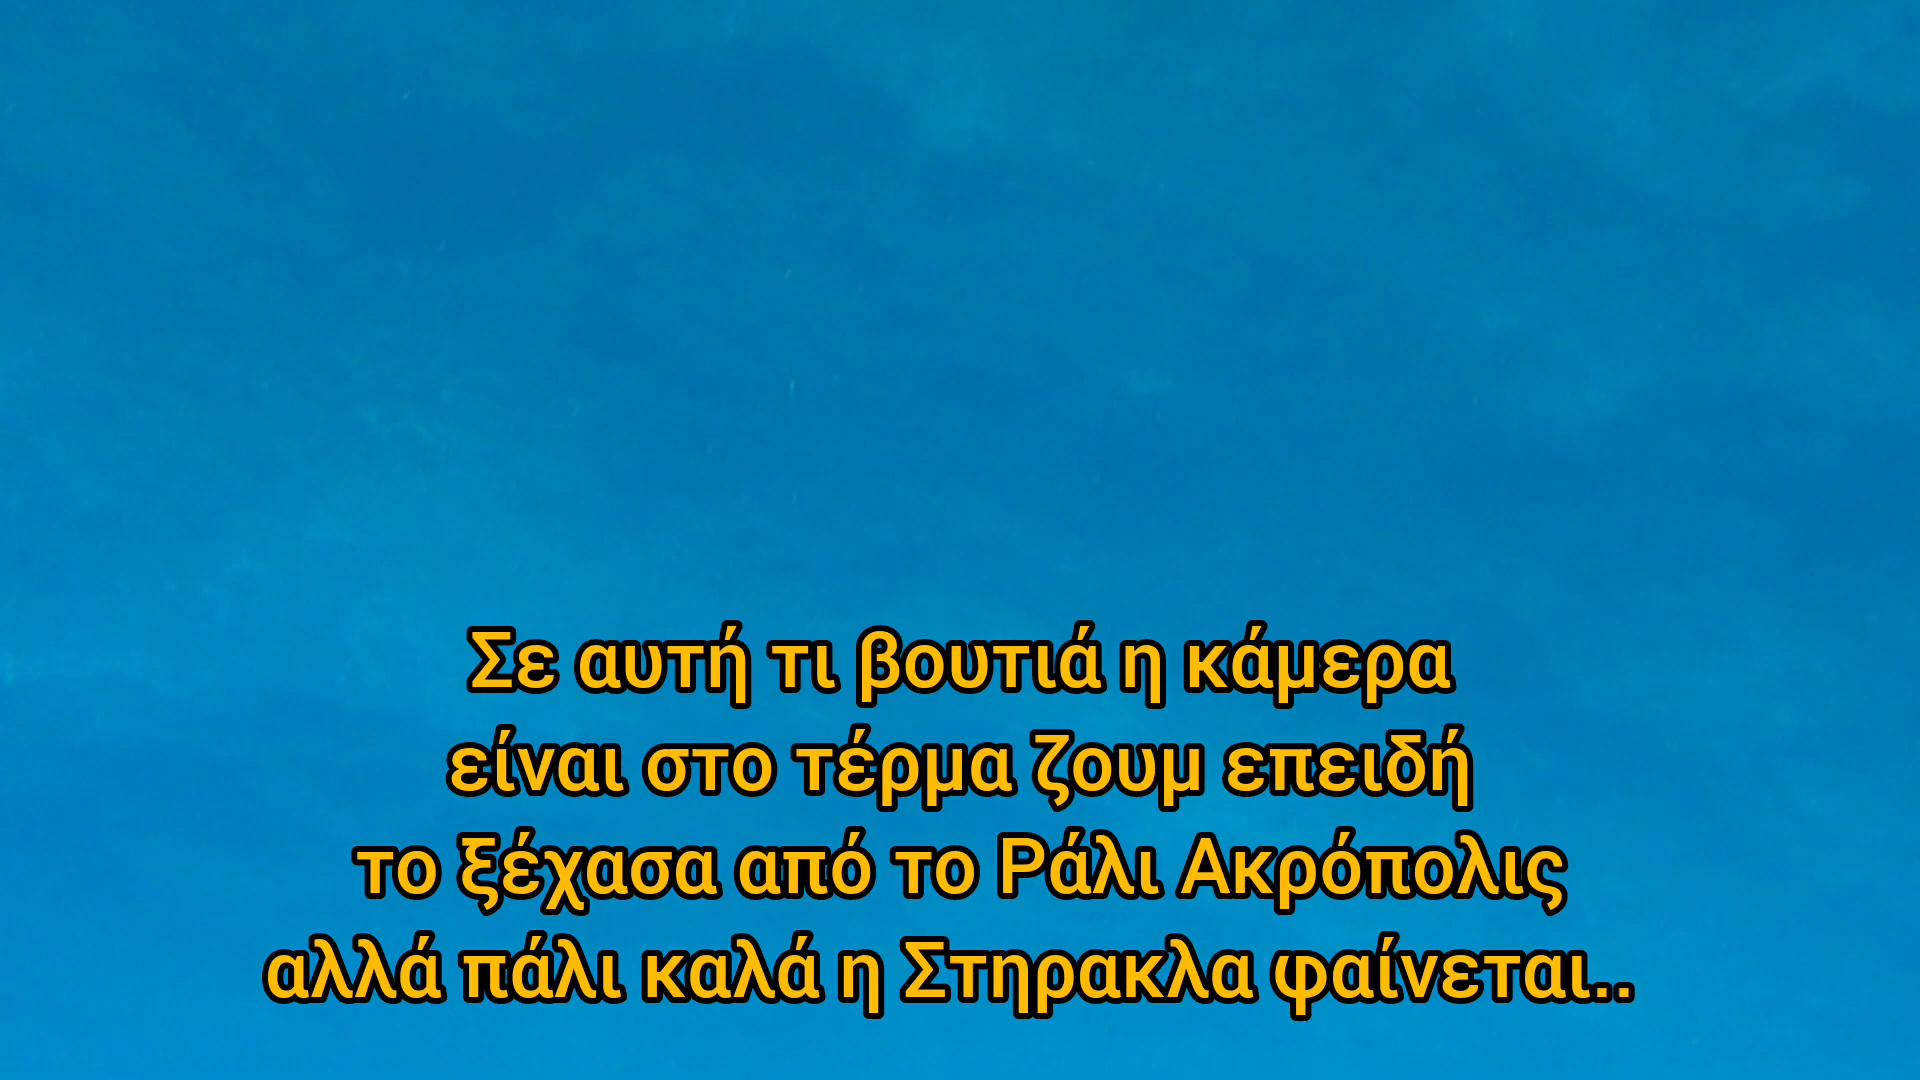 Σε αυτή τι βουτιά η κάμερα
είναι στο τέρμα ζουμ επειδή
το ξέχασα από το Ράλι Ακρόπολις
αλλά πάλι καλά η Στηρακλα φαίνεται..